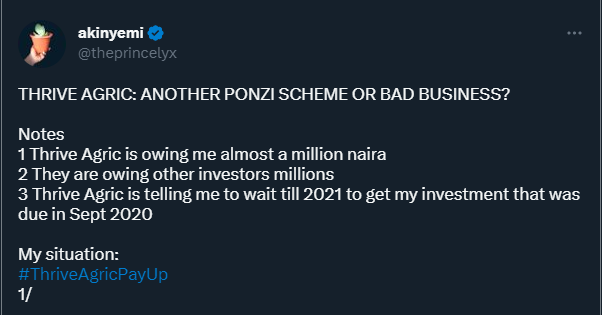 akinyemi
@theprincelyx
THRIVE AGRIC: ANOTHER PONZI SCHEME OR BAD BUSINESS?
Notes
1 Thrive Agric is owing me almost a million naira
2 They are owing other investors millions
3 Thrive Agric is telling me to wait till 2021 to get my investment that was
due in Sept 2020
My situation:
#ThriveAgricPayUp
1/